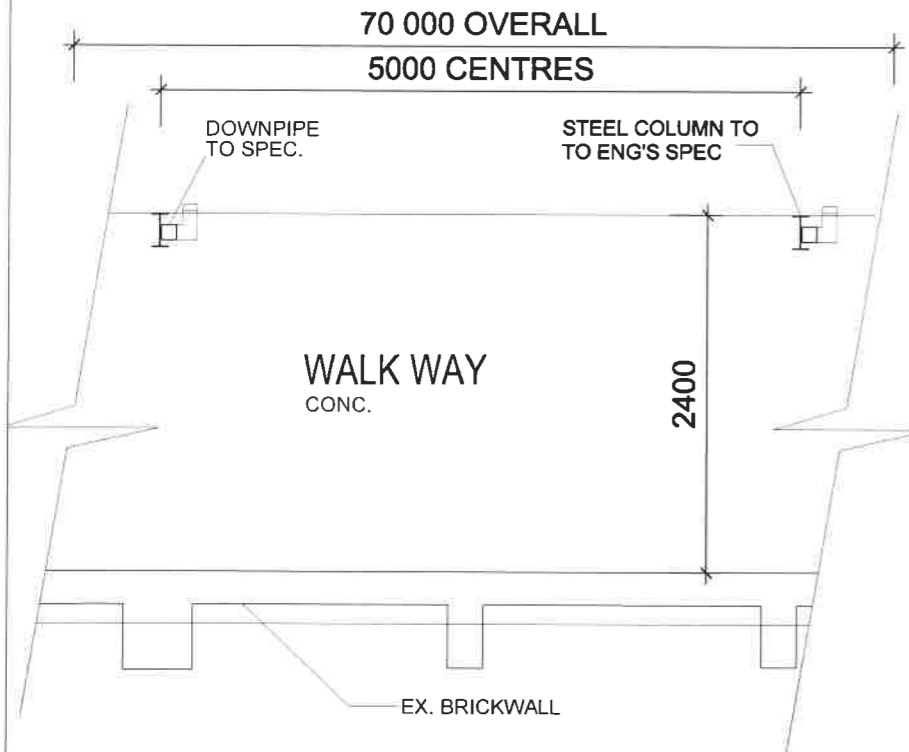 70 000 OVERALL
5000 CENTRES
DOWNPIPE
TO SPEC.
STEEL COLUMN TO
TO ENG'S SPEC
WALK WAY
CONC.
2400
EX. BRICKWALL